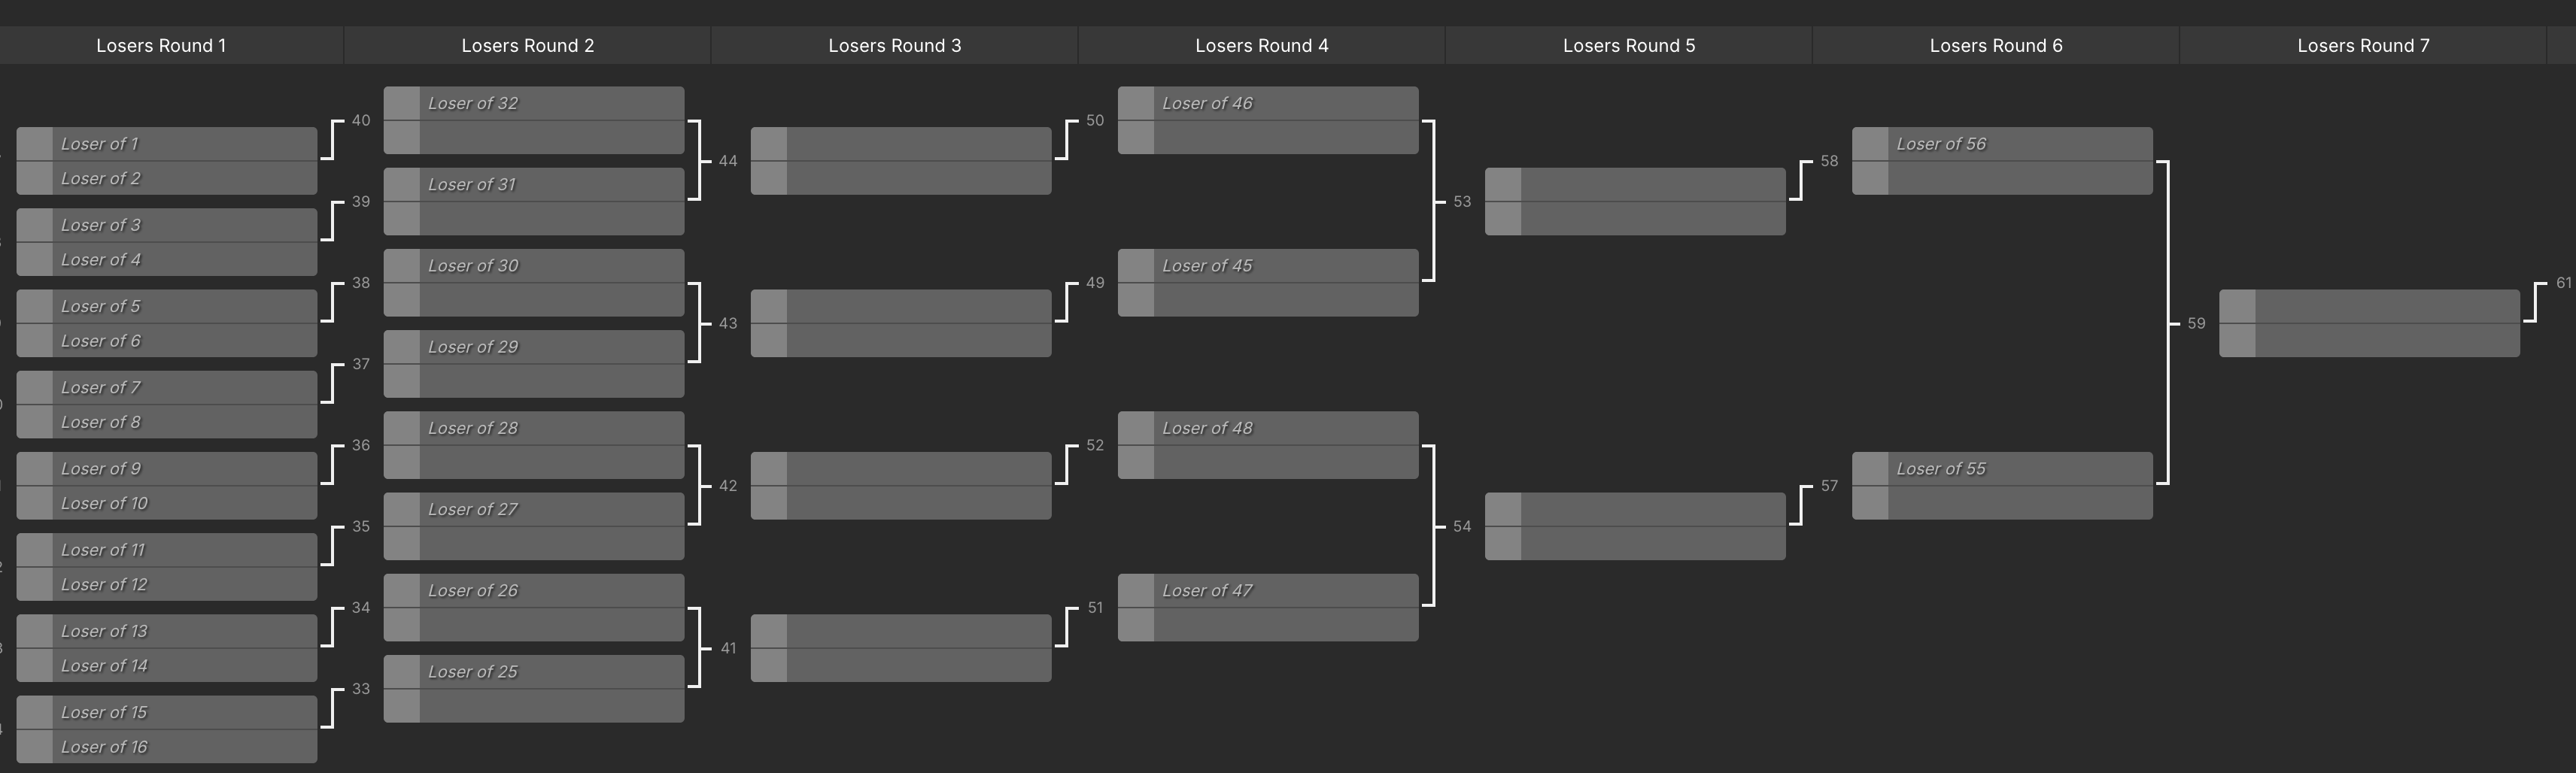 Losers Round 1
Losers Round 2
Losers Round 3
Losers Round 4
Losers Round 5
Losers Round 6
Losers Round 7
Loser of 1
Loser of 2
Loser of 3
Loser of 4
Loser of 5
Loser of 6
Loser of 7
Loser of 8
Loser of 9
Loser of 10
Loser of 11
Loser of 12
Loser of 13
Loser of 14
Loser of 15
Loser of 16
40
Loser of 32
39
Loser of 31
38
Loser of 30
37
Loser of 29
36
Loser of 28
35
Loser of 27
34
Loser of 26
33
Loser of 25
44
43
42
41
50
Loser of 46
49
Loser of 45
52
Loser of 48
51
Loser of 47
53
54
58
Loser of 56
57
Loser of 55
59
61